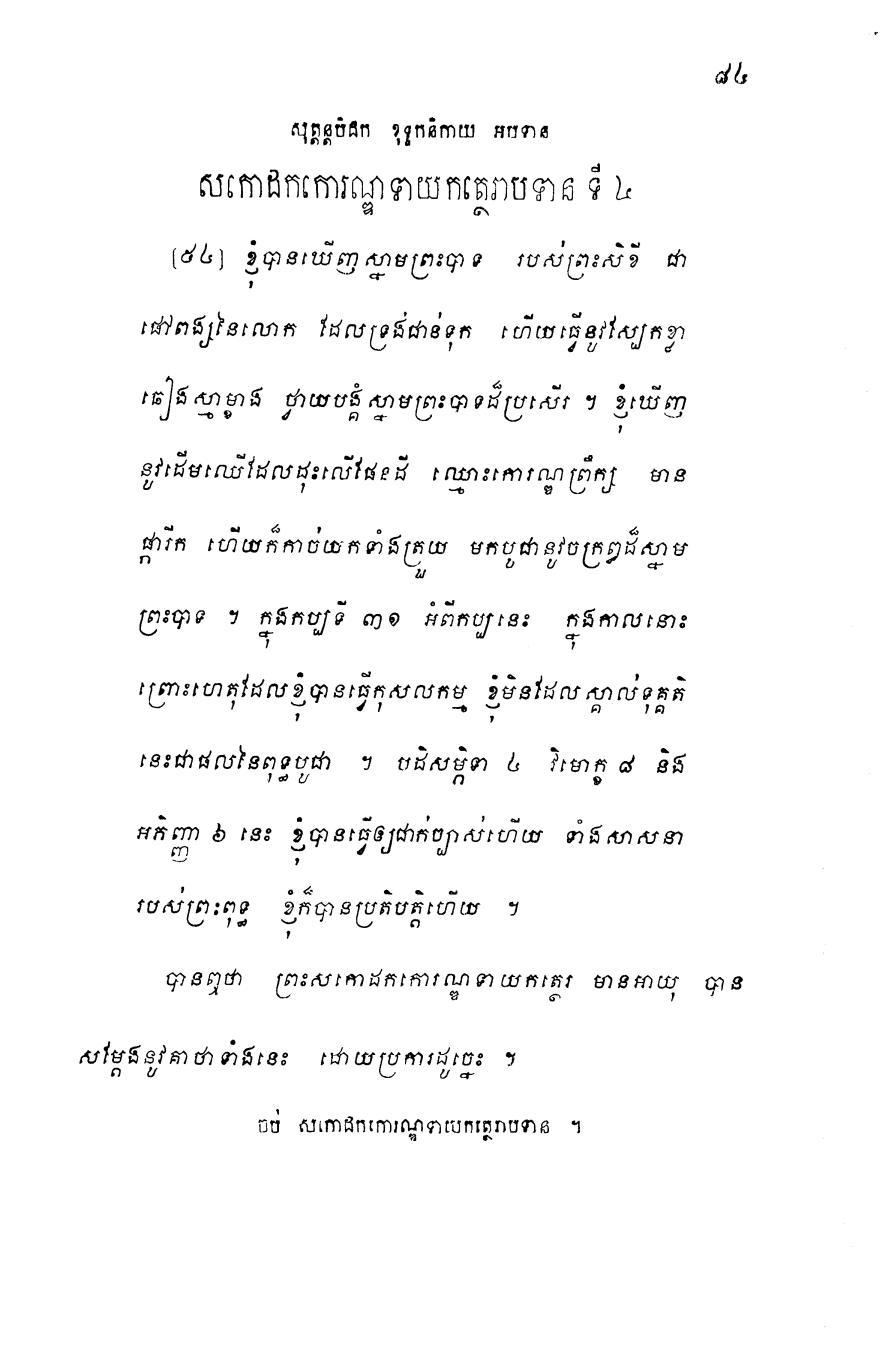 ៨៤
សុត្តន្តបិដក ខុទ្ទកនិកាយ អបទាន
សកោដកកោរណ្ឌទាយកត្ថេរាបទាន ទី ៤
[៥៤] ខ្ញុំបានឃើញស្នាមព្រះបាទ របស់ព្រះសិខី ជា
ផៅពង្សនៃលោក ដែលទ្រង់ជាន់ទុក ហើយធ្វើនូវស្បែកខ្លា
ឆៀងស្មាម្ខាង ថ្វាយបង្គំស្នាមព្រះបាទដ៏ប្រសើរ ។ ខ្ញុំឃើញ
នូវដើមឈើដែលដុះលើផែនដី ឈ្មោះកោរណ្ឌព្រឹក្ស មាន
ផ្ការីក ហើយក៏កាច់យកទាំងត្រួយ មកបូជានូវចក្រឰដ៏ស្នាម
ព្រះបាទ ។ ក្នុងកប្បទី ៣១ អំពីកប្បនេះ ក្នុងកាលនោះ
ព្រោះហេតុដែលខ្ញុំបានធ្វើកុសលកម្ម ខ្ញុំមិនដែលស្គាល់ទុគ្គតិ
នេះជាផលនៃពុទ្ធបូជា ។ បដិសម្ភិទា ៤ វិមោក្ខ ៨ និង
អភិញ្ញា ៦ នេះ ខ្ញុំបានធ្វើឲ្យជាក់ច្បាស់ហើយ ទាំងសាសនា
របស់ព្រះពុទ្ធ ខ្ញុំក៏បានប្រតិបត្តិហើយ ។
បានឮថា ព្រះសកោដកកោរណ្ឌទាយកត្ថេរ មានអាយុ បាន
សម្តែងនូវគាថាទាំងនេះ ដោយប្រការដូច្នេះ ។
ចប់ សកោដកកោរណ្ឌទាយកត្ថេរាបទាន ។